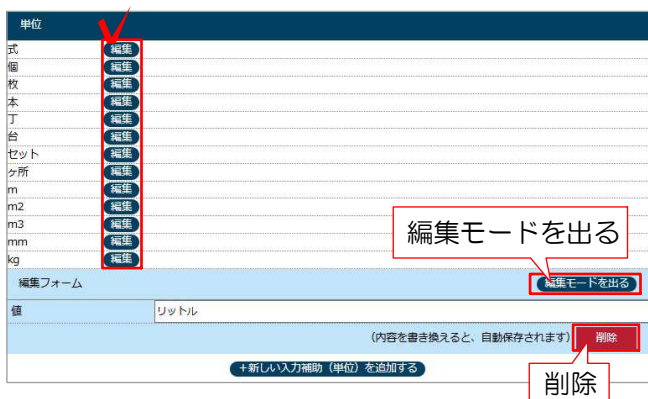 単位
式 編集
個 編集
枚 編集
本 編集
丁 編集
台 編集
セット 編集
ヶ所 編集
m 編集
m2 編集
m3 編集
mm 編集
kg 編集
編集モードを出る
編集フォーム 編集モードを出る
値 リットル
(内容を書き換えると、自動保存されます) 削除
+新しい入力補助（単位）を追加する
削除